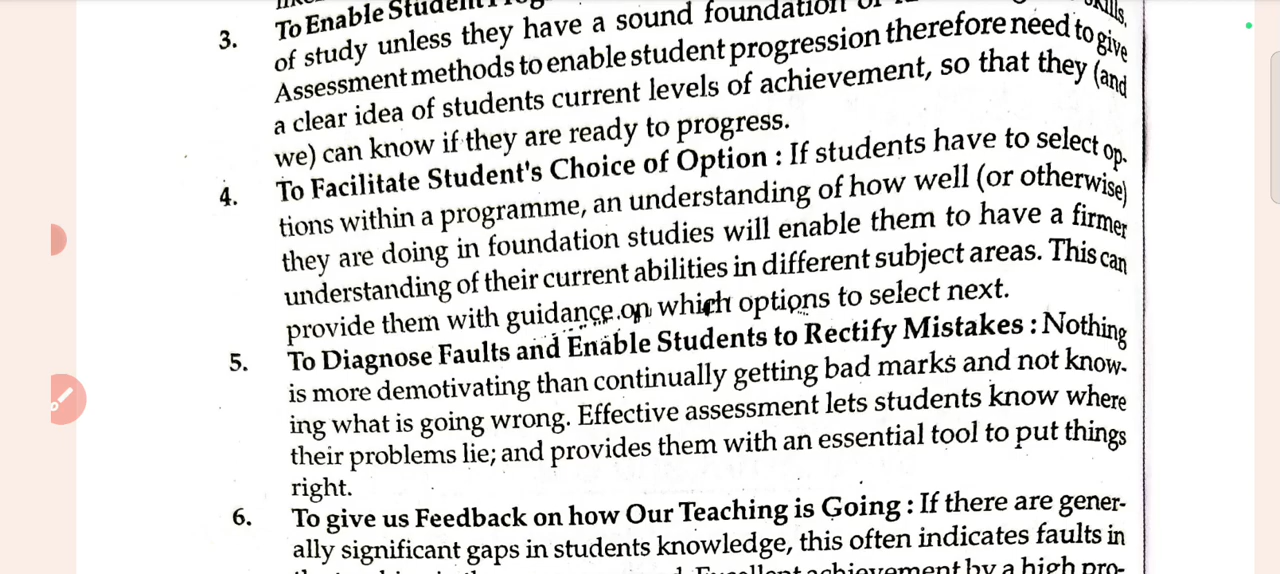 3. To Enable Student
of study unless they have a sound foundation
Assessment methods to enable student progression therefore need to give
a clear idea of students current levels of achievement, so that they (and
we) can know if they are ready to progress.
4. To Facilitate Student's Choice of Option : If students have to select op-
tions within a programme, an understanding of how well (or otherwise)
they are doing in foundation studies will enable them to have a firmer
understanding of their current abilities in different subject areas. This can
provide them with guidance on which options to select next.
5. To Diagnose Faults and Enable Students to Rectify Mistakes : Nothing
is more demotivating than continually getting bad marks and not know-
ing what is going wrong. Effective assessment lets students know where
their problems lie; and provides them with an essential tool to put things
right.
6. To give us Feedback on how Our Teaching is Going : If there are gener-
ally significant gaps in students knowledge, this often indicates faults in
achievement by a high pro-